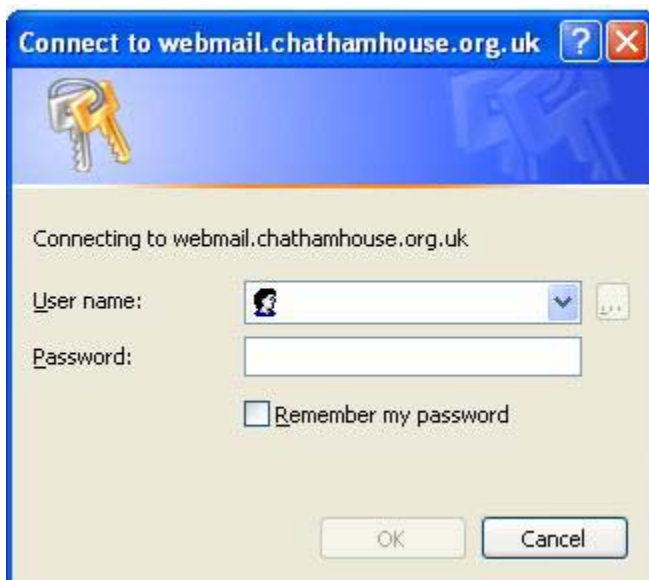 Connect to webmail.chathamhouse.org.uk
Connecting to webmail.chathamhouse.org.uk
User name:
...
Password:
Remember my password
OK Cancel